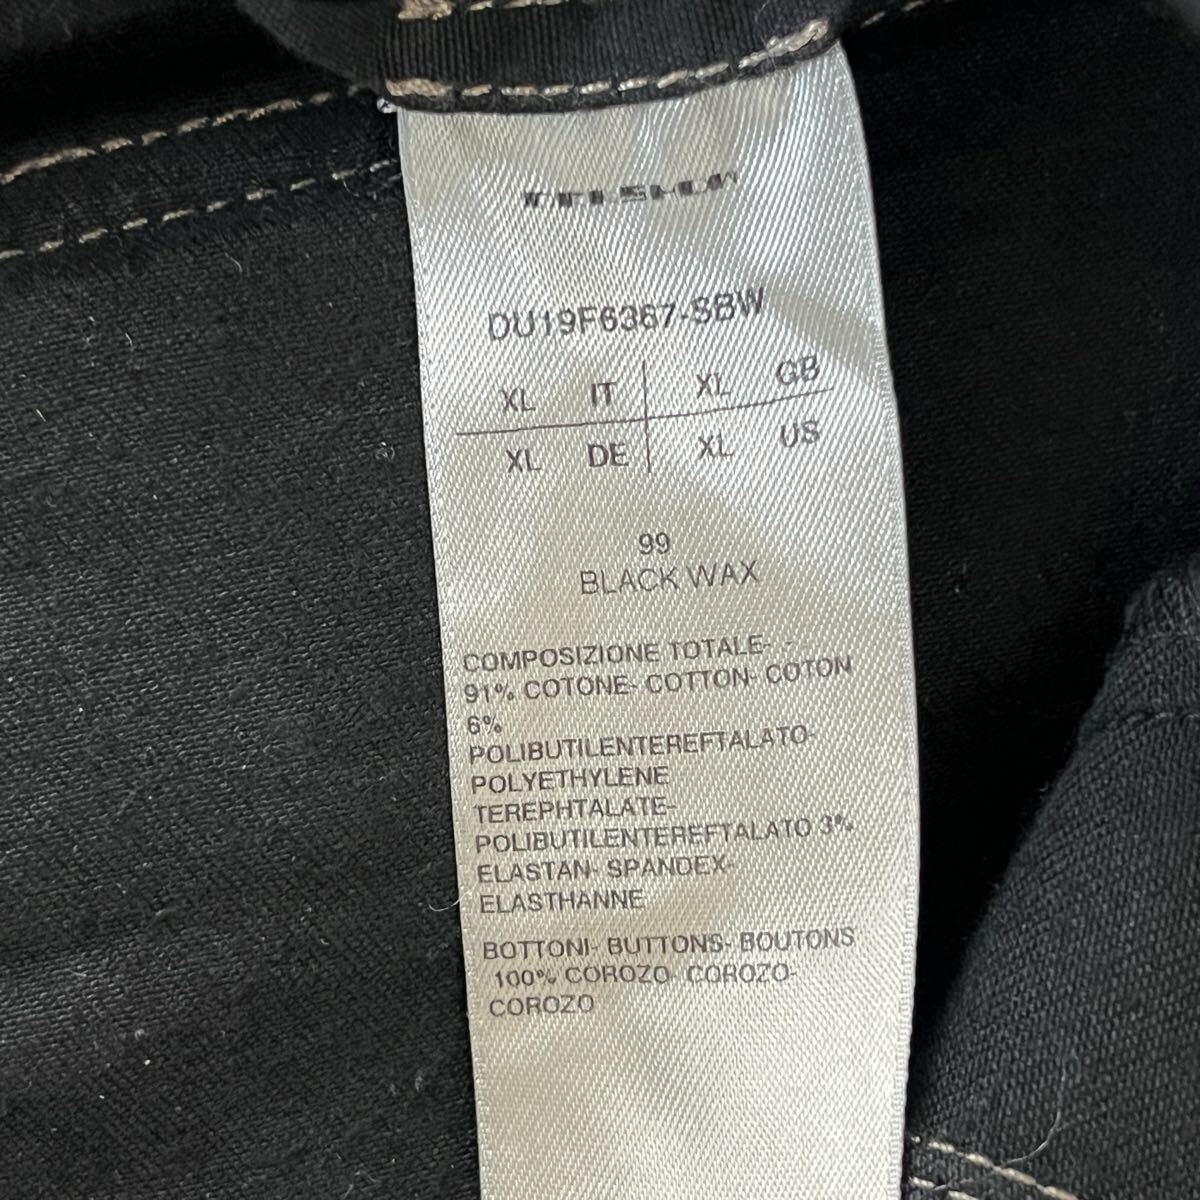 DU19F6367-SBW
XL IT XL GB
XL DE XL US
99
BLACK WAX
COMPOSIZIONE TOTALE- -
91% COTONE- COTTON- COTON
6%
POLIBUTILENTEREFTALATO-
POLYETHYLENE
TEREPHTALATE-
POLIBUTILENTEREFTALATO 3%
ELASTAN- SPANDEX-
ELASTHANNE
BOTTONI- BUTTONS- BOUTONS
100% COROZO- COROZO-
COROZO